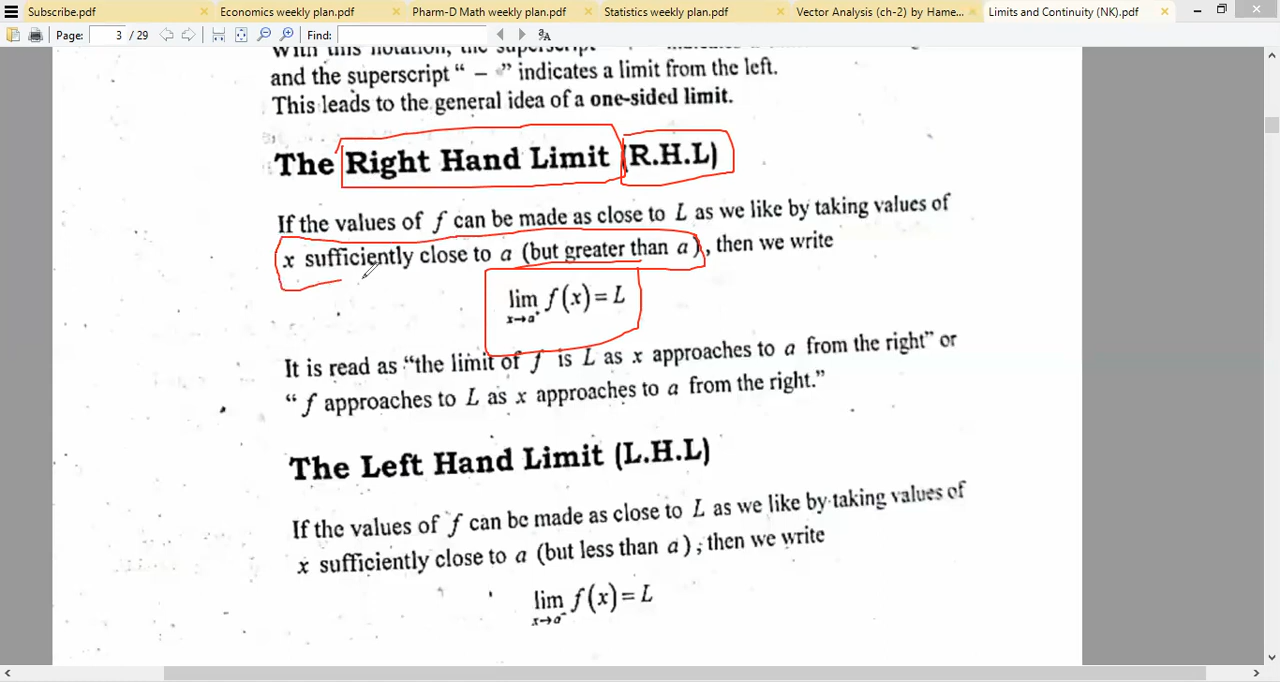 Subscribe.pdf × Economics weekly plan.pdf × Pharm-D Math weekly plan.pdf × Statistics weekly plan.pdf × Vector Analysis (ch-2) by Hame... × Limits and Continuity (NK).pdf ×
Page: 3 / 29 Find:
With this notation, the superscript
and the superscript “ – ” indicates a limit from the left.
This leads to the general idea of a one-sided limit.
The Right Hand Limit (R.H.L)
If the values of f can be made as close to L as we like by taking values of
x sufficiently close to a (but greater than a), then we write
lim f(x) = L
x→a⁺
It is read as “the limit of f is L as x approaches to a from the right” or
“ f approaches to L as x approaches to a from the right.”
The Left Hand Limit (L.H.L)
If the values of f can be made as close to L as we like by taking values of
x sufficiently close to a (but less than a), then we write
lim f(x) = L
x→a⁻